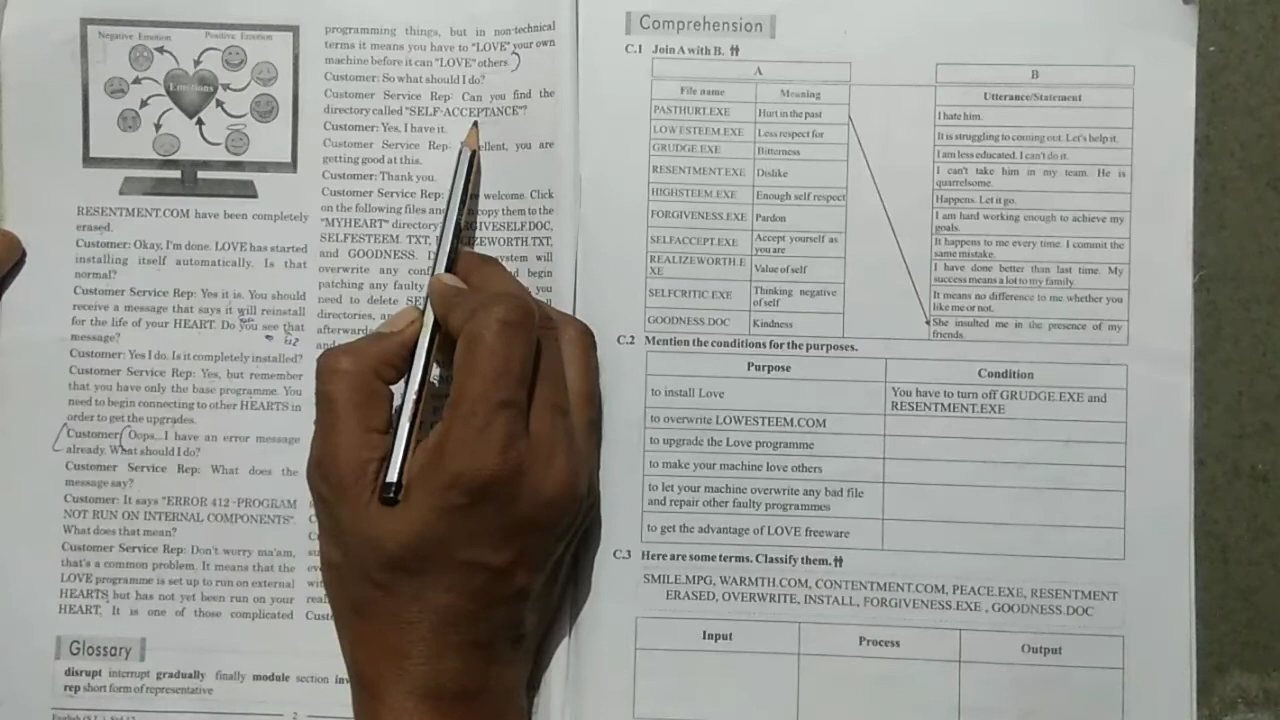 Negative Emotion Positive Emotion
Emotions
RESENTMENT.COM have been completely
erased.
Customer: Okay, I'm done. LOVE has started
installing itself automatically. Is that
normal?
Customer Service Rep: Yes it is. You should
receive a message that says it will reinstall
for the life of your HEART. Do you see that
message?
Customer: Yes I do. Is it completely installed?
Customer Service Rep: Yes, but remember
that you have only the base programme. You
need to begin connecting to other HEARTS in
order to get the upgrades.
Customer: Oops...I have an error message
already. What should I do?
Customer Service Rep: What does the
message say?
Customer: It says "ERROR 412 -PROGRAM
NOT RUN ON INTERNAL COMPONENTS".
What does that mean?
Customer Service Rep: Don't worry ma'am,
that's a common problem. It means that the
LOVE programme is set up to run on external
HEARTS but has not yet been run on your
HEART. It is one of those complicated
Glossary
disrupt interrupt gradually finally module section
rep short form of representative
2
programming things, but in non-technical
terms it means you have to "LOVE" your own
machine before it can "LOVE" others.
Customer: So what should I do?
Customer Service Rep: Can you find the
directory called "SELF-ACCEPTANCE"?
Customer: Yes, I have it.
Customer Service Rep: you are
getting good at this.
Customer: Thank you.
Customer Service Rep: welcome. Click
on the following files and copy them to the
"MYHEART" directory:
SELFESTEEM. TXT,
and GOODNESS. system will
overwrite any begin
patching any faulty you
need to delete
directories,
afterwards
Comprehension
C.1 Join A with B.
A
File name Meaning
PASTHURT.EXE Hurt in the past
LOWESTEEM.EXE Less respect for
GRUDGE.EXE Bitterness
RESENTMENT.EXE Dislike
HIGHSTEEM.EXE Enough self respect
FORGIVENESS.EXE Pardon
SELFACCEPT.EXE Accept yourself as
you are
REALIZEWORTH.E
XE Value of self
SELFCRITIC.EXE Thinking negative
of self
GOODNESS.DOC Kindness
B
Utterance/Statement
I hate him.
It is struggling to coming out. Let's help it.
I am less educated. I can't do it.
I can't take him in my team. He is
quarrelsome.
Happens. Let it go.
I am hard working enough to achieve my
goals.
It happens to me every time. I commit the
same mistake.
I have done better than last time. My
success means a lot to my family.
It means no difference to me whether you
like me or not.
She insulted me in the presence of my
friends.
C.2 Mention the conditions for the purposes.
Purpose Condition
to install Love You have to turn off GRUDGE.EXE and
RESENTMENT.EXE
to overwrite LOWESTEEM.COM
to upgrade the Love programme
to make your machine love others
to let your machine overwrite any bad file
and repair other faulty programmes
to get the advantage of LOVE freeware
C.3 Here are some terms. Classify them.
SMILE.MPG, WARMTH.COM, CONTENTMENT.COM, PEACE.EXE, RESENTMENT
ERASED, OVERWRITE, INSTALL, FORGIVENESS.EXE , GOODNESS.DOC
Input Process Output